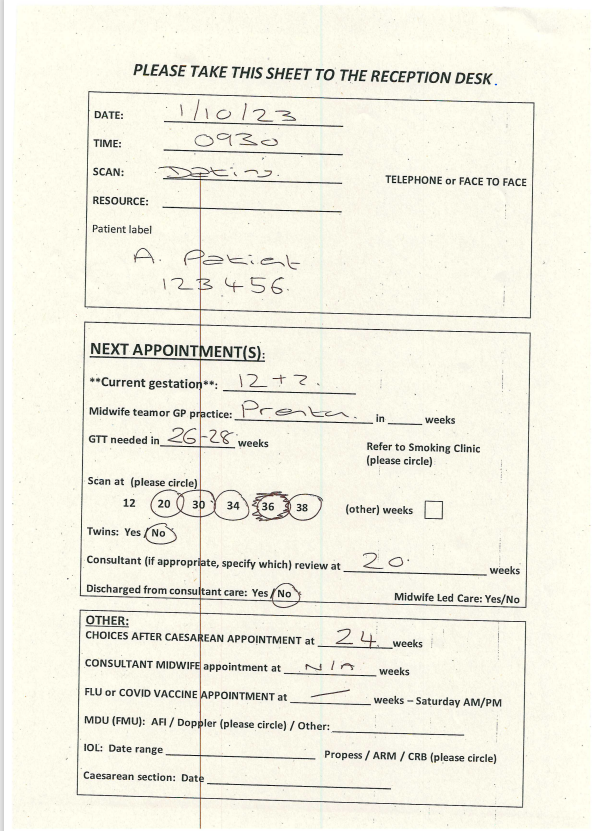 PLEASE TAKE THIS SHEET TO THE RECEPTION DESK.
DATE: 1/10/23
TIME: 0930
SCAN: Dating
TELEPHONE or FACE TO FACE
RESOURCE:
Patient label
A. Patient
123456
NEXT APPOINTMENT(S):
**Current gestation**: 12 + 2
Midwife team or GP practice: in weeks
GTT needed in 26-28 weeks
Refer to Smoking Clinic
(please circle)
Scan at (please circle)
12 20 30 34 36 38 (other) weeks
Twins: Yes / No
Consultant (if appropriate, specify which) review at 20 weeks
Discharged from consultant care: Yes / No Midwife Led Care: Yes/No
OTHER:
CHOICES AFTER CAESAREAN APPOINTMENT at 24 weeks
CONSULTANT MIDWIFE appointment at N/A weeks
FLU or COVID VACCINE APPOINTMENT at — weeks – Saturday AM/PM
MDU (FMU): AFI / Doppler (please circle) / Other:
IOL: Date range Propess / ARM / CRB (please circle)
Caesarean section: Date